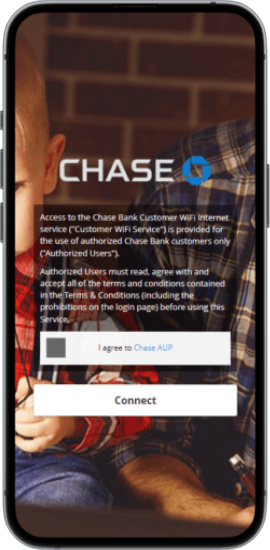 CHASE
Access to the Chase Bank Customer WiFi Internet
service ("Customer WiFi Service") is provided for
the use of authorized Chase Bank customers only
("Authorized Users").
Authorized Users must read, agree with and
accept all of the terms and conditions contained
in the Terms & Conditions (including the
prohibitions on the login page) before using this
Service.
I agree to Chase AUP
Connect